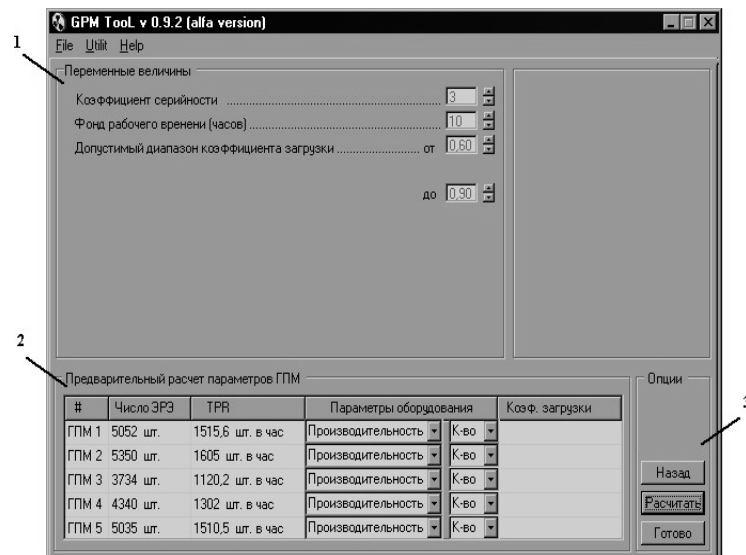 GPM TooL v 0.9.2 (alfa version)
1
File Utilit Help
Переменные величины
Коэффициент серийности ........ 3
Фонд рабочего вренени (часов) ........ 10
Допустимый диапазон коэффициента загрузки ........ от 0,60
до 0,90
2
Предварительный расчет параметров ГПМ
Опции
3
# Число ЭРЭ TPR Параметры оборудования Коэф. загрузки
ГПМ 1 5052 шт. 1515,6 шт. в час Производительность К-во
ГПМ 2 5350 шт. 1605 шт. в час Производительность К-во
ГПМ 3 3734 шт. 1120,2 шт. в час Производительность К-во
ГПМ 4 4340 шт. 1302 шт. в час Производительность К-во
ГПМ 5 5035 шт. 1510,5 шт. в час Производительность К-во
Назад
Расчитать
Готово